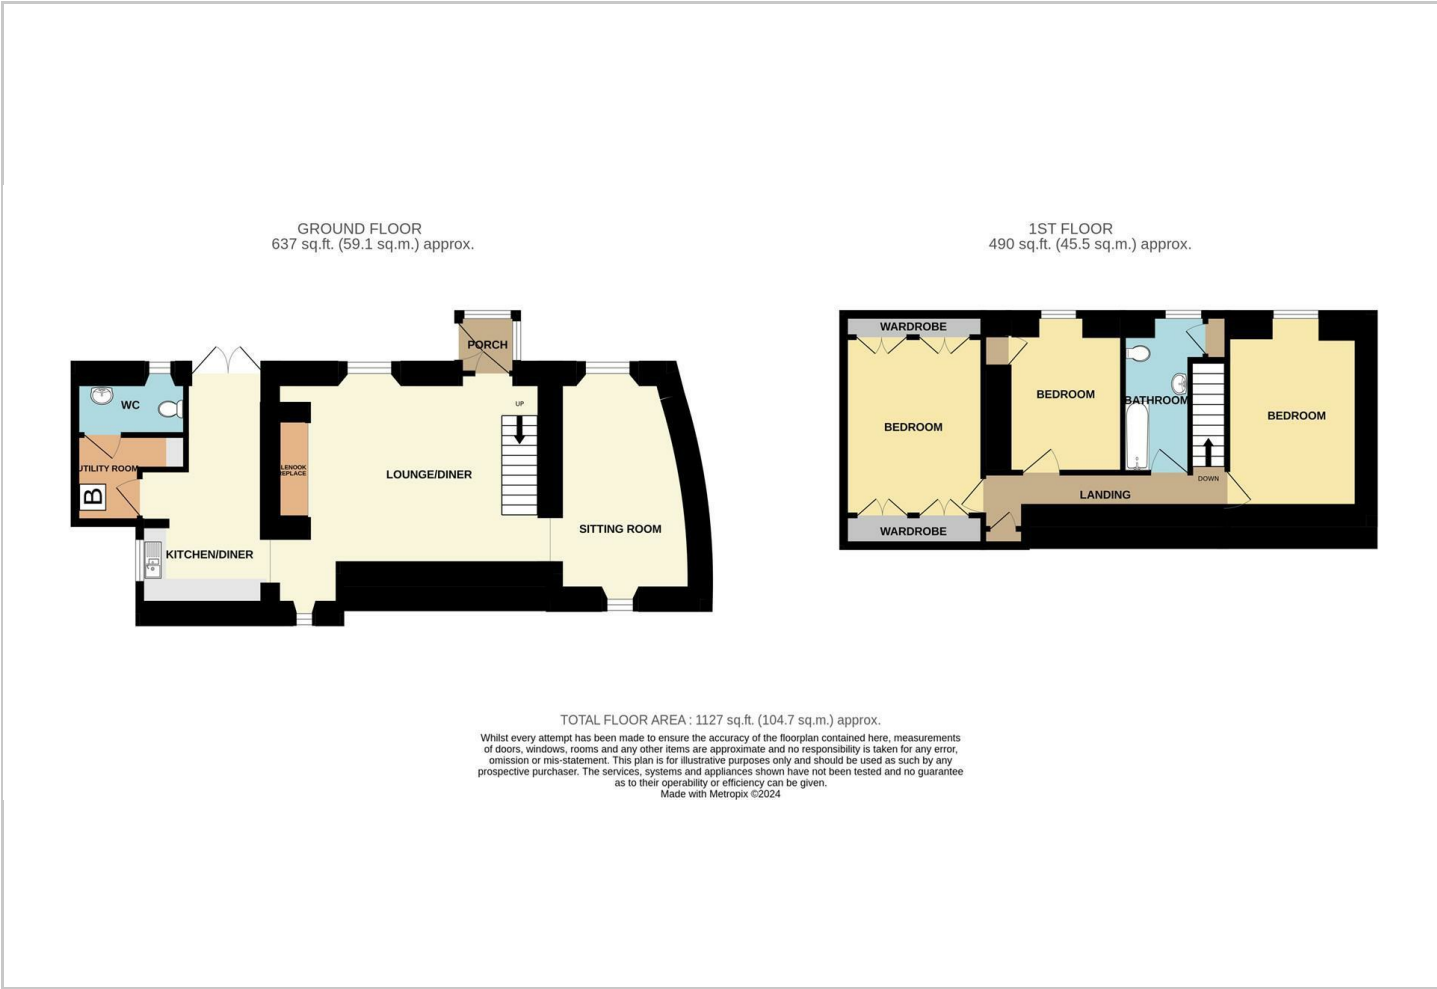 GROUND FLOOR
637 sq.ft. (59.1 sq.m.) approx.
1ST FLOOR
490 sq.ft. (45.5 sq.m.) approx.
PORCH
WC
UTILITY ROOM
B
KITCHEN/DINER
LOUNGE/DINER
UP
SITTING ROOM
WARDROBE
BEDROOM
WARDROBE
BEDROOM
BATHROOM
BEDROOM
DOWN
LANDING
TOTAL FLOOR AREA : 1127 sq.ft. (104.7 sq.m.) approx.
Whilst every attempt has been made to ensure the accuracy of the floorplan contained here, measurements
of doors, windows, rooms and any other items are approximate and no responsibility is taken for any error,
omission or mis-statement. This plan is for illustrative purposes only and should be used as such by any
prospective purchaser. The services, systems and appliances shown have not been tested and no guarantee
as to their operability or efficiency can be given.
Made with Metropix ©2024